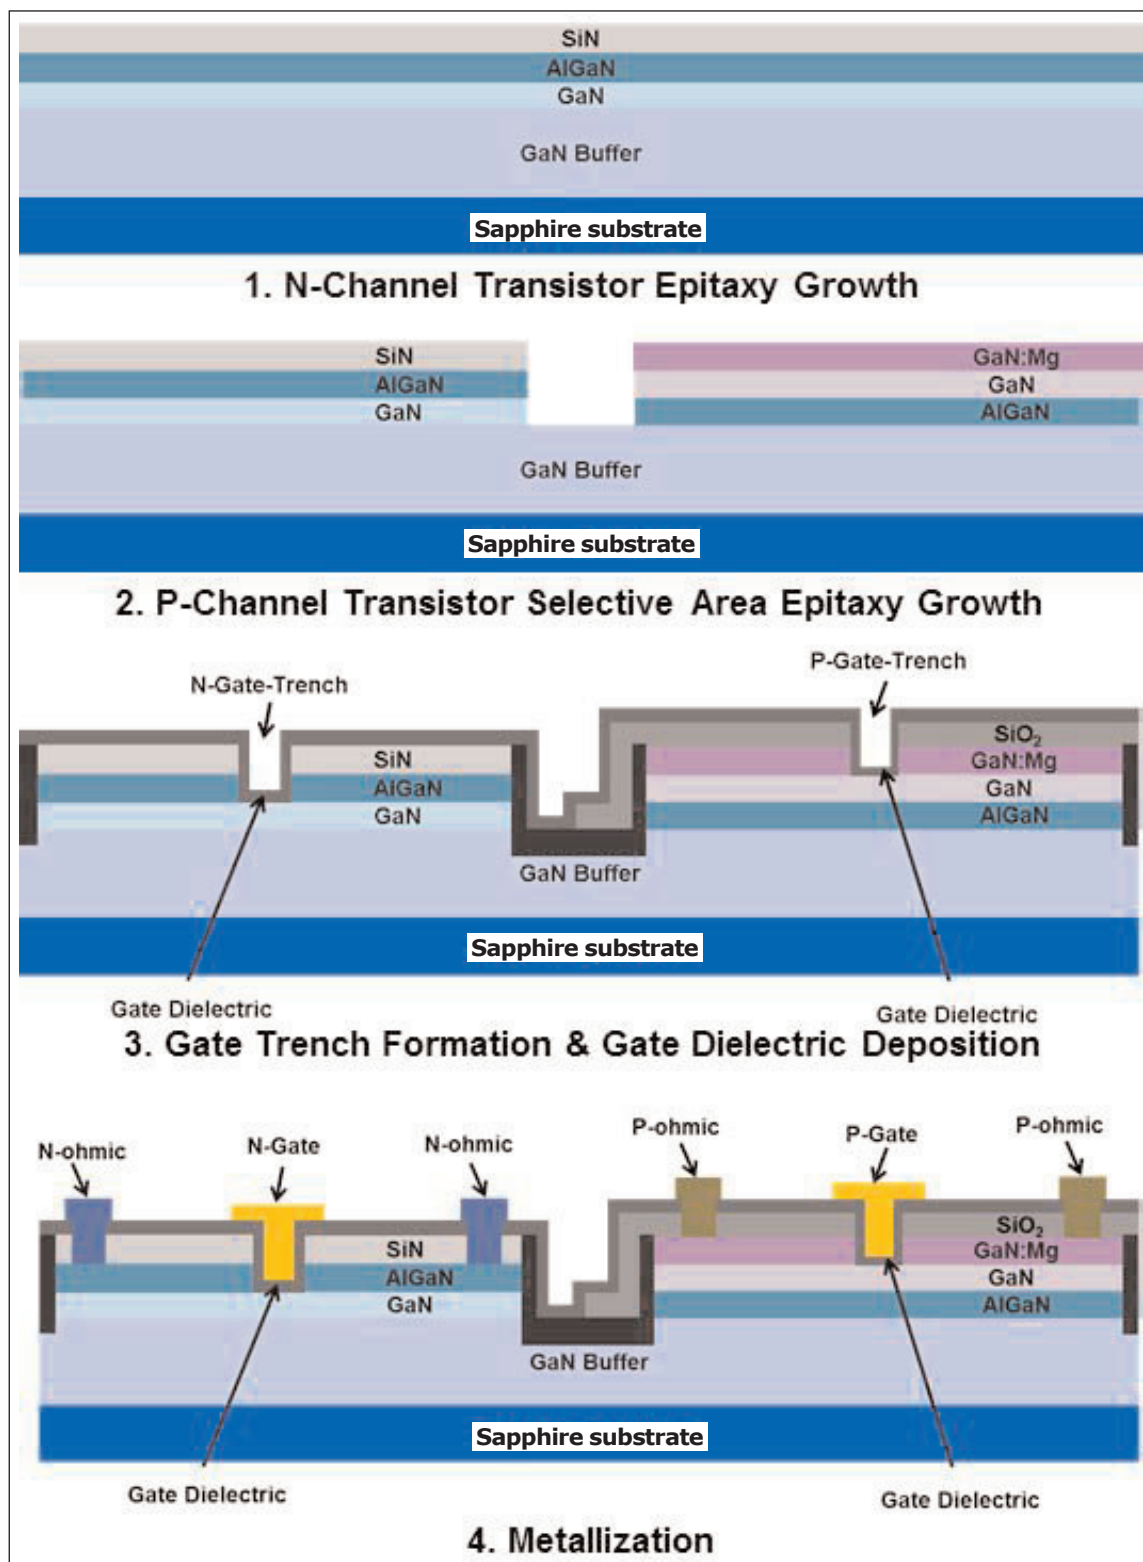 SiN
AlGaN
GaN
GaN Buffer
Sapphire substrate
1. N-Channel Transistor Epitaxy Growth
SiN
AlGaN
GaN
GaN:Mg
GaN
AlGaN
GaN Buffer
Sapphire substrate
2. P-Channel Transistor Selective Area Epitaxy Growth
N-Gate-Trench
P-Gate-Trench
SiN
AlGaN
GaN
SiO2
GaN:Mg
GaN
AlGaN
GaN Buffer
Sapphire substrate
Gate Dielectric
Gate Dielectric
3. Gate Trench Formation & Gate Dielectric Deposition
N-ohmic
N-Gate
N-ohmic
P-ohmic
P-Gate
P-ohmic
SiN
AlGaN
GaN
SiO2
GaN:Mg
GaN
AlGaN
GaN Buffer
Sapphire substrate
Gate Dielectric
Gate Dielectric
4. Metallization